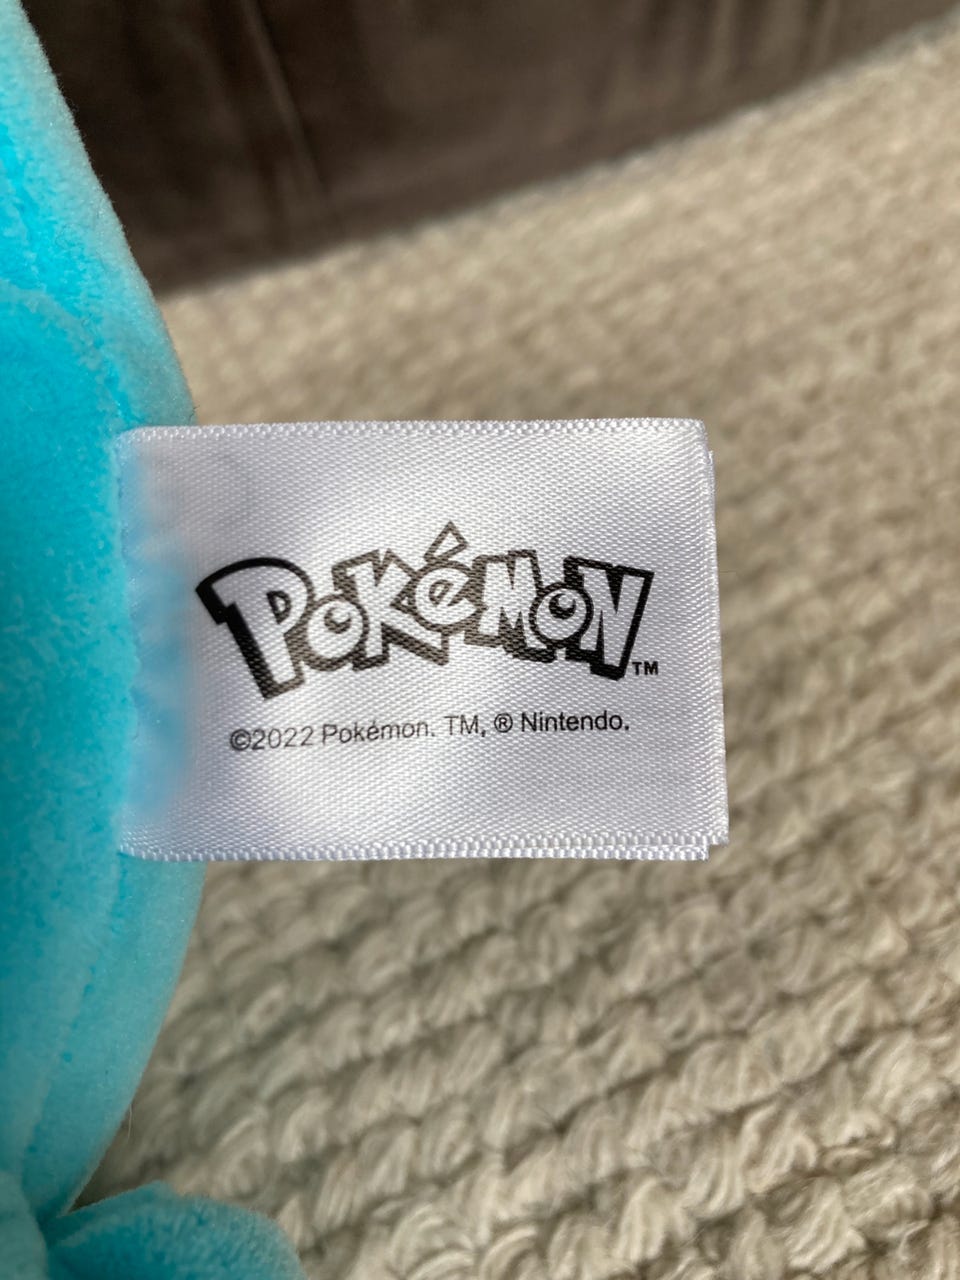 POKéMON™
©2022 Pokémon. TM, ® Nintendo.